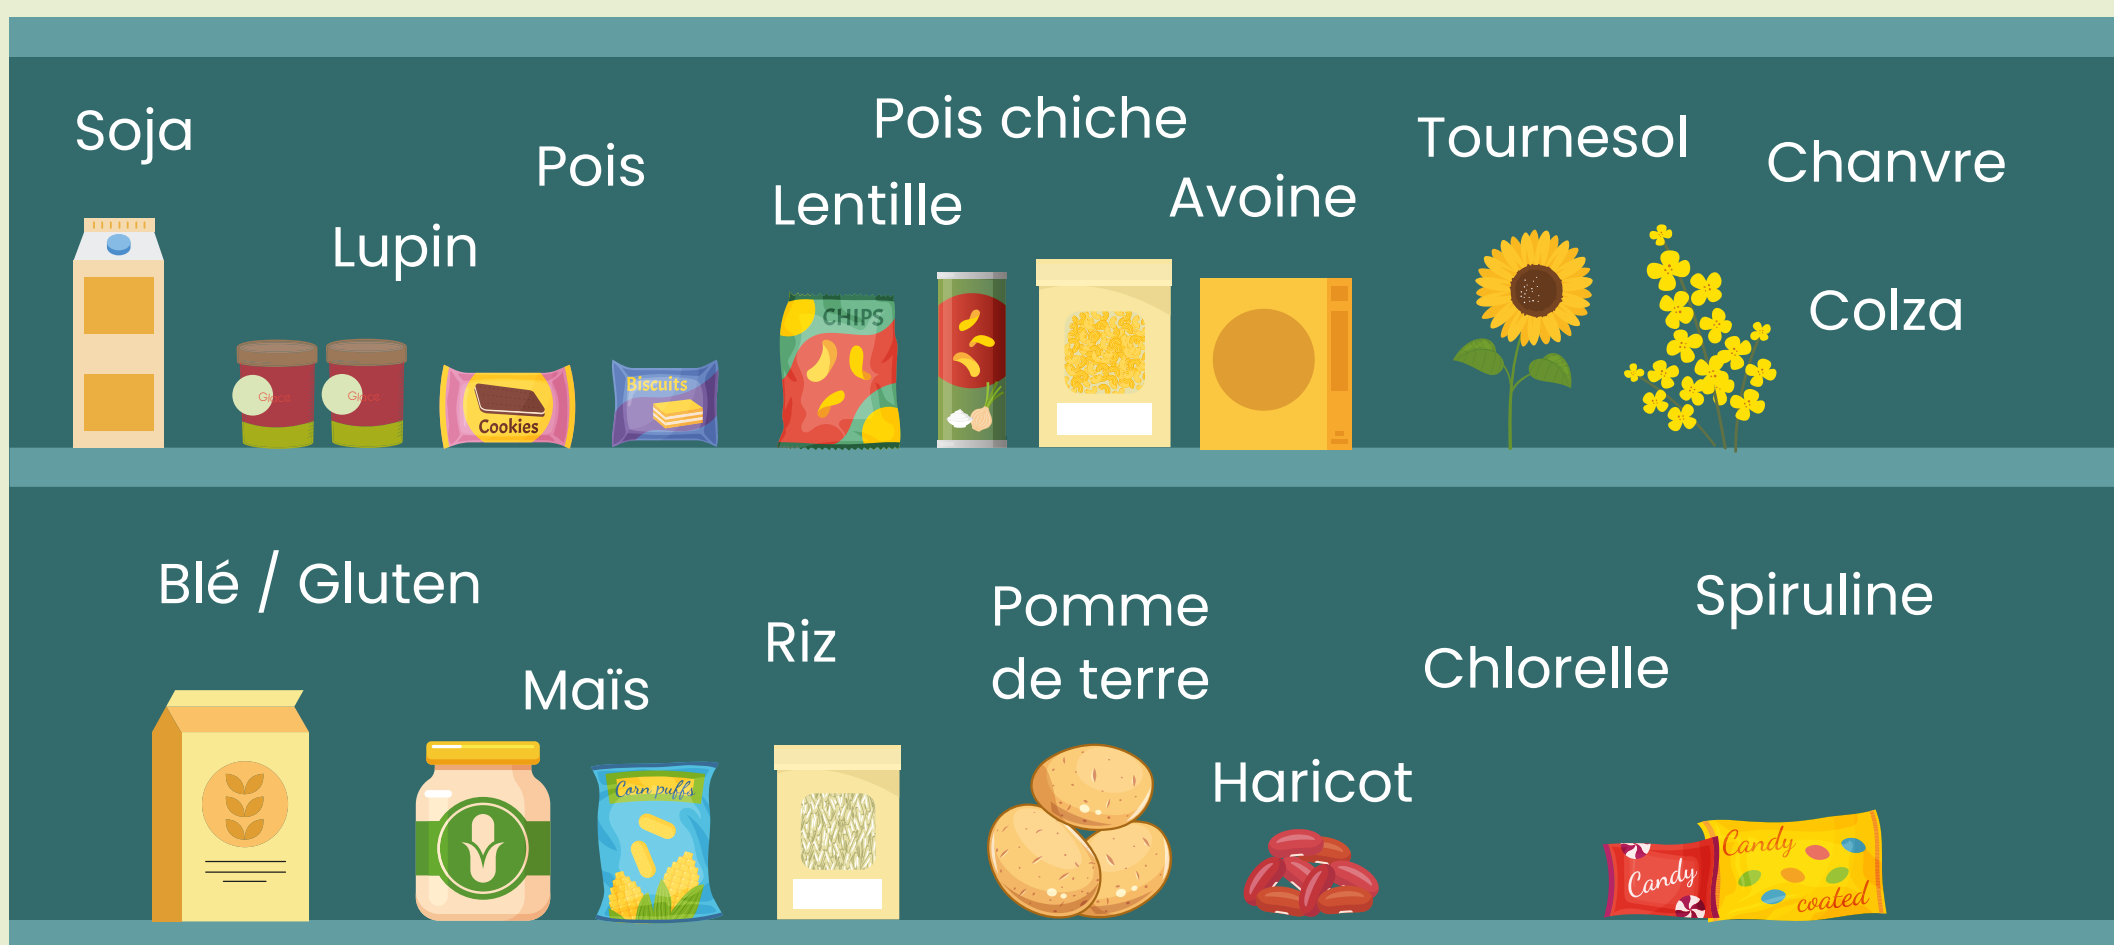 Soja
Lupin
Pois
Pois chiche
Lentille
Avoine
Tournesol
Chanvre
Colza
Cookies
Biscuits
CHIPS
Blé / Gluten
Maïs
Riz
Pomme
de terre
Haricot
Chlorelle
Spiruline
Corn puffs
Candy
Candy
coated